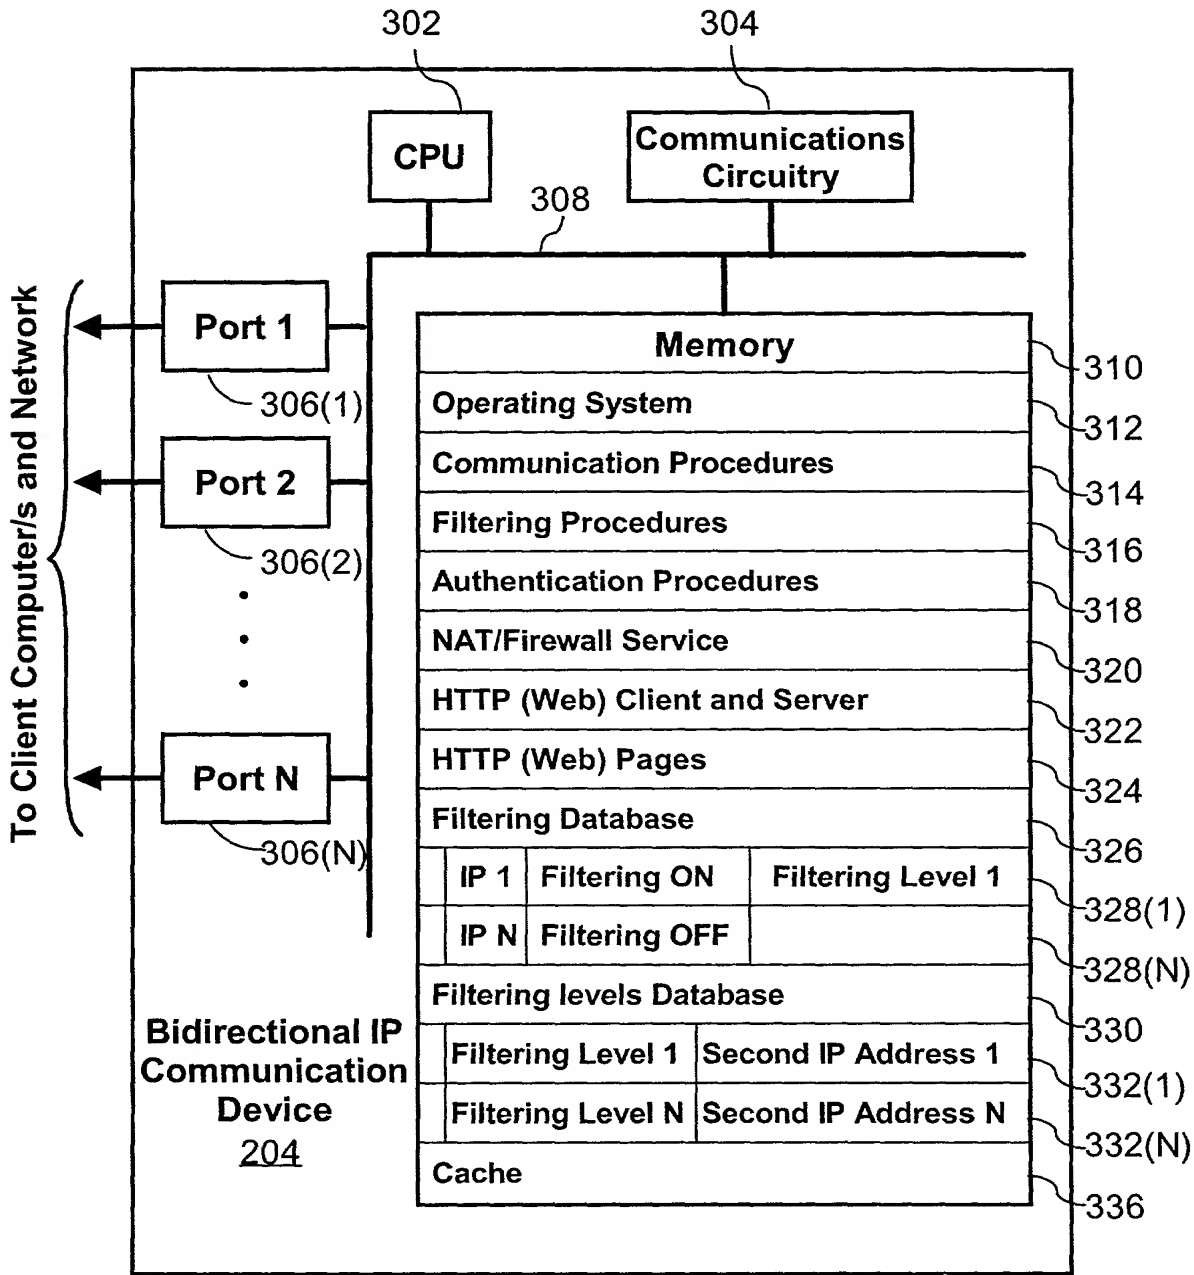 302
304
CPU
Communications
Circuitry
308
To Client Computer/s and Network
Port 1
306(1)
Port 2
306(2)
Port N
306(N)
Memory
310
Operating System
312
Communication Procedures
314
Filtering Procedures
316
Authentication Procedures
318
NAT/Firewall Service
320
HTTP (Web) Client and Server
322
HTTP (Web) Pages
324
Filtering Database
326
IP 1 Filtering ON Filtering Level 1
328(1)
IP N Filtering OFF
328(N)
Filtering levels Database
330
Filtering Level 1 Second IP Address 1
332(1)
Filtering Level N Second IP Address N
332(N)
Cache
336
Bidirectional IP
Communication
Device
204